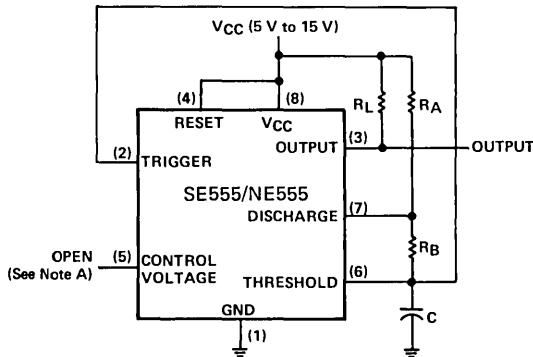 VCC (5 V to 15 V)
(4)
(8)
RESET
VCC
RL
RA
(3)
OUTPUT
OUTPUT
(2)
TRIGGER
SE555/NE555
(7)
DISCHARGE
RB
OPEN
(See Note A)
(5)
CONTROL
VOLTAGE
(6)
THRESHOLD
GND
(1)
C